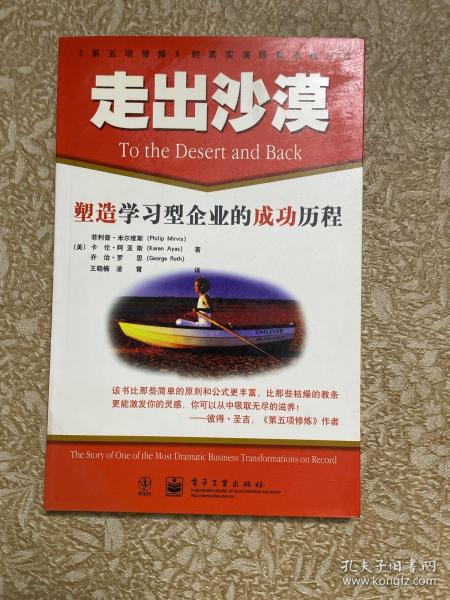 《第五项修炼》的真实演练
走出沙漠
To the Desert and Back
塑造学习型企业的成功历程
菲利普·米尔维斯 (Philip Mirvis)
(美) 卡 伦·阿亚斯 (Karen Ayas) 著
乔 治·罗 思 (George Roth)
王晓楠 凌 霄 译
UNILEVER
该书比那些简单的原则和公式更丰富，比那些枯燥的教条
更能激发你的灵感，你可以从中吸取无尽的滋养！
——彼得·圣吉，《第五项修炼》作者
The Story of One of the Most Dramatic Business Transformations on Record
WILEY
电子工业出版社
PUBLISHING HOUSE OF ELECTRONICS INDUSTRY
孔夫子旧书网
www.kongfz.com